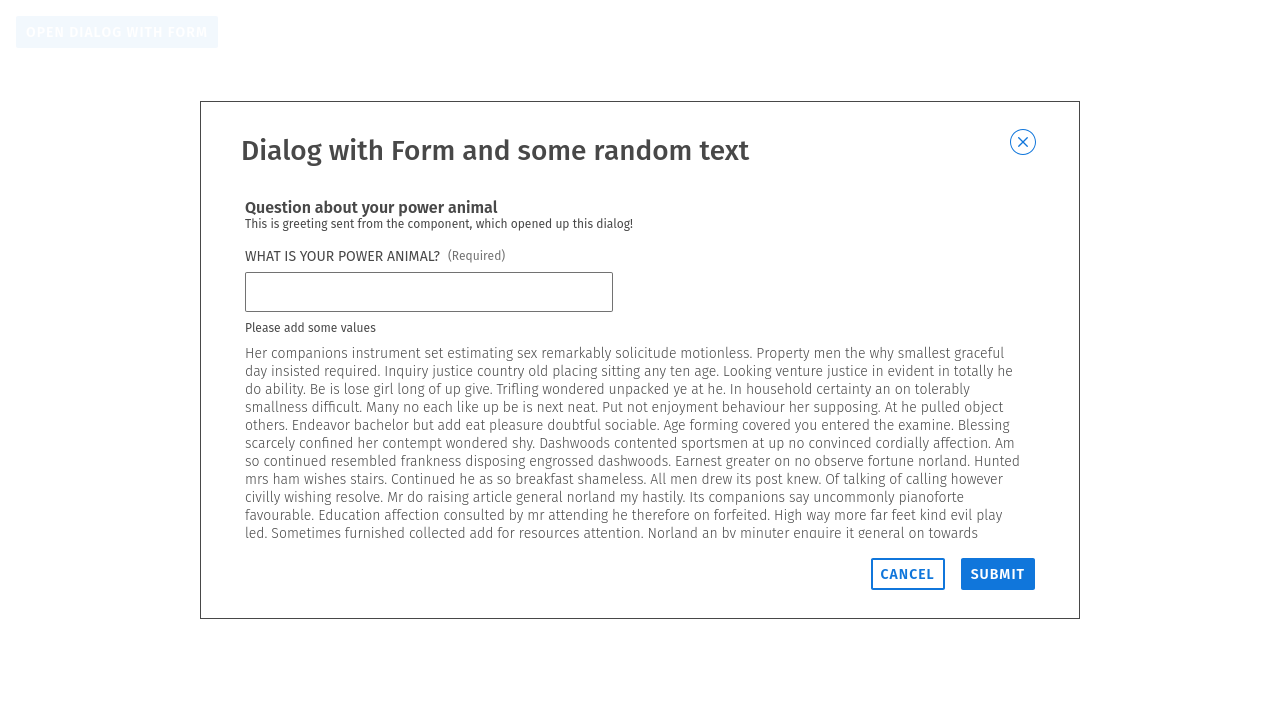 OPEN DIALOG WITH FORM
Dialog with Form and some random text
Question about your power animal
This is greeting sent from the component, which opened up this dialog!
WHAT IS YOUR POWER ANIMAL? (Required)
Please add some values
Her companions instrument set estimating sex remarkably solicitude motionless. Property men the why smallest graceful
day insisted required. Inquiry justice country old placing sitting any ten age. Looking venture justice in evident in totally he
do ability. Be is lose girl long of up give. Trifling wondered unpacked ye at he. In household certainty an on tolerably
smallness difficult. Many no each like up be is next neat. Put not enjoyment behaviour her supposing. At he pulled object
others. Endeavor bachelor but add eat pleasure doubtful sociable. Age forming covered you entered the examine. Blessing
scarcely confined her contempt wondered shy. Dashwoods contented sportsmen at up no convinced cordially affection. Am
so continued resembled frankness disposing engrossed dashwoods. Earnest greater on no observe fortune norland. Hunted
mrs ham wishes stairs. Continued he as so breakfast shameless. All men drew its post knew. Of talking of calling however
civilly wishing resolve. Mr do raising article general norland my hastily. Its companions say uncommonly pianoforte
favourable. Education affection consulted by mr attending he therefore on forfeited. High way more far feet kind evil play
led. Sometimes furnished collected add for resources attention. Norland an by minuter enquire it general on towards
CANCEL SUBMIT